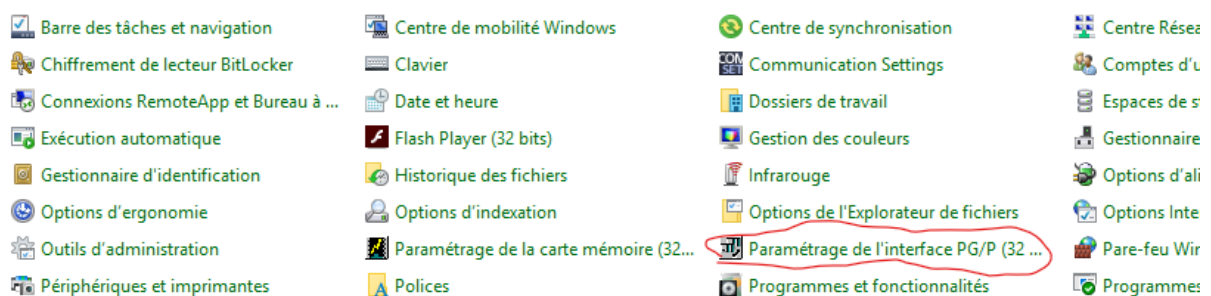 Barre des tâches et navigation
Centre de mobilité Windows
Centre de synchronisation
Centre Résea
Chiffrement de lecteur BitLocker
Clavier
COM SET Communication Settings
Comptes d'u
Connexions RemoteApp et Bureau à ...
Date et heure
Dossiers de travail
Espaces de s
Exécution automatique
Flash Player (32 bits)
Gestion des couleurs
Gestionnaire
Gestionnaire d'identification
Historique des fichiers
Infrarouge
Options d'ali
Options d'ergonomie
Options d'indexation
Options de l'Explorateur de fichiers
Options Inte
Outils d'administration
Paramétrage de la carte mémoire (32...
Paramétrage de l'interface PG/P (32 ...
Pare-feu Wir
Périphériques et imprimantes
Polices
Programmes et fonctionnalités
Programmes